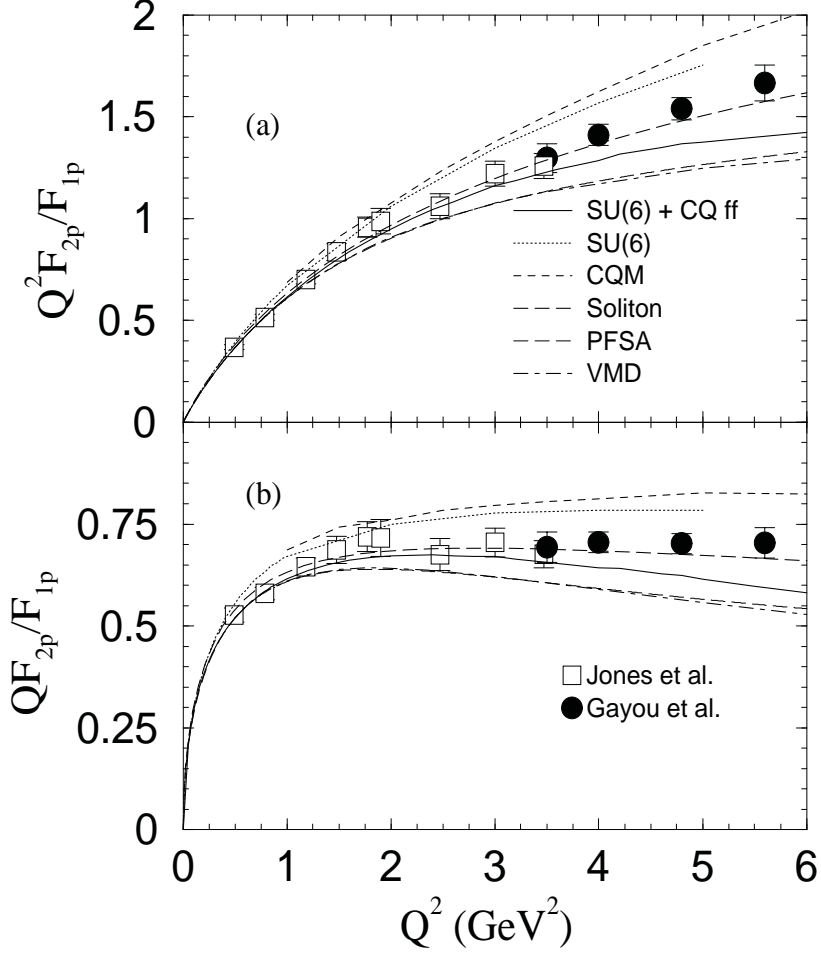 2
1.5
1
0.5
0
Q²F₂ₚ/F₁ₚ
(a)
SU(6) + CQ ff
SU(6)
CQM
Soliton
PFSA
VMD
0.75
0.5
0.25
0
QF₂ₚ/F₁ₚ
(b)
Jones et al.
Gayou et al.
0 1 2 3 4 5 6
Q² (GeV²)